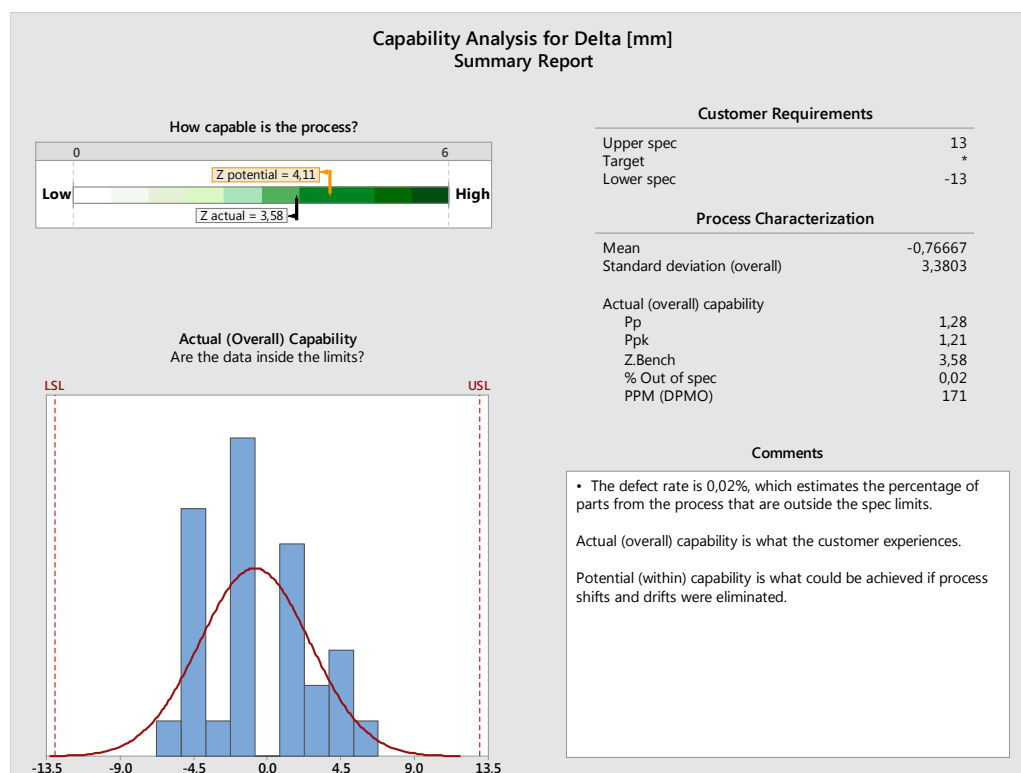 Capability Analysis for Delta [mm]
Summary Report
How capable is the process?
0 6
Z potential = 4,11
Low High
Z actual = 3,58
Customer Requirements
Upper spec 13
Target *
Lower spec -13
Process Characterization
Mean -0,76667
Standard deviation (overall) 3,3803
Actual (overall) capability
Pp 1,28
Ppk 1,21
Z.Bench 3,58
% Out of spec 0,02
PPM (DPMO) 171
Actual (Overall) Capability
Are the data inside the limits?
LSL USL
-13.5 -9.0 -4.5 0.0 4.5 9.0 13.5
Comments
• The defect rate is 0,02%, which estimates the percentage of
parts from the process that are outside the spec limits.
Actual (overall) capability is what the customer experiences.
Potential (within) capability is what could be achieved if process
shifts and drifts were eliminated.